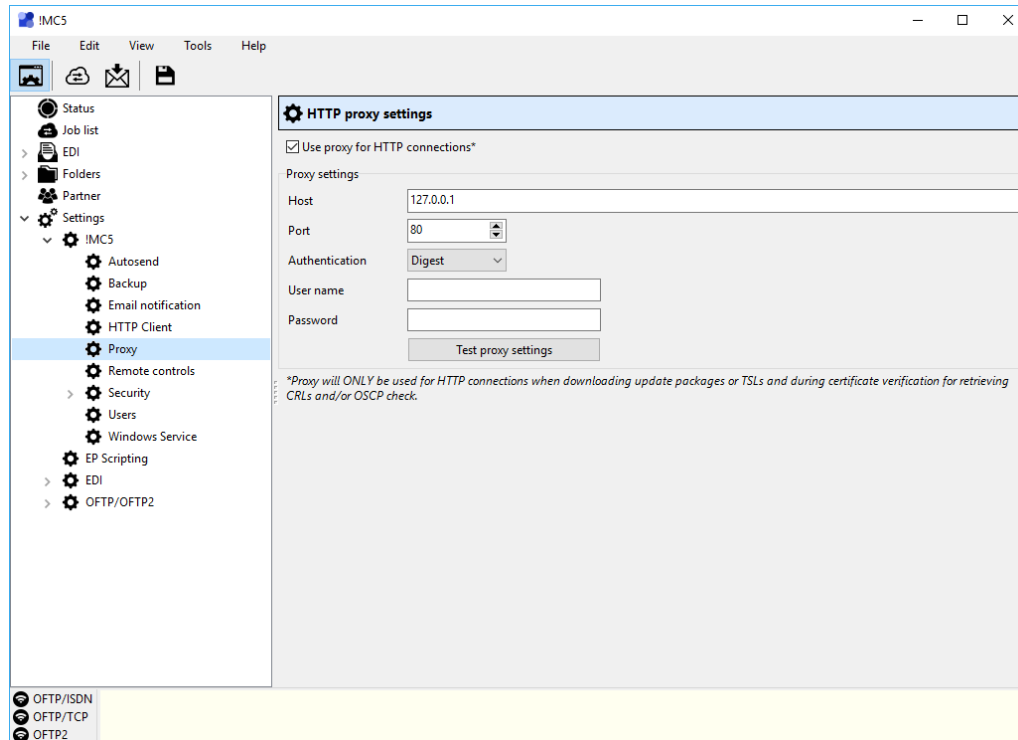 !MC5
File Edit View Tools Help
Status
Job list
EDI
Folders
Partner
Settings
!MC5
Autosend
Backup
Email notification
HTTP Client
Proxy
Remote controls
Security
Users
Windows Service
EP Scripting
EDI
OFTP/OFTP2
HTTP proxy settings
Use proxy for HTTP connections*
Proxy settings
Host 127.0.0.1
Port 80
Authentication Digest
User name
Password
Test proxy settings
*Proxy will ONLY be used for HTTP connections when downloading update packages or TSLs and during certificate verification for retrieving
CRLs and/or OSCP check.
OFTP/ISDN
OFTP/TCP
OFTP2